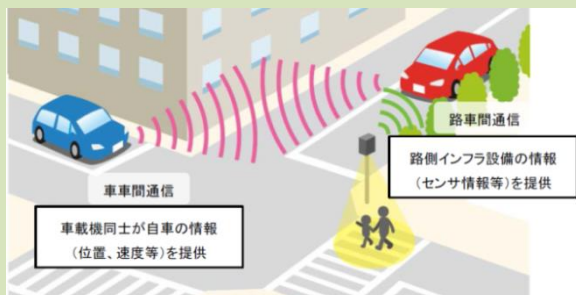 路車間通信
路側インフラ設備の情報
(センサ情報等)を提供
車車間通信
車載機同士が自車の情報
(位置、速度等)を提供